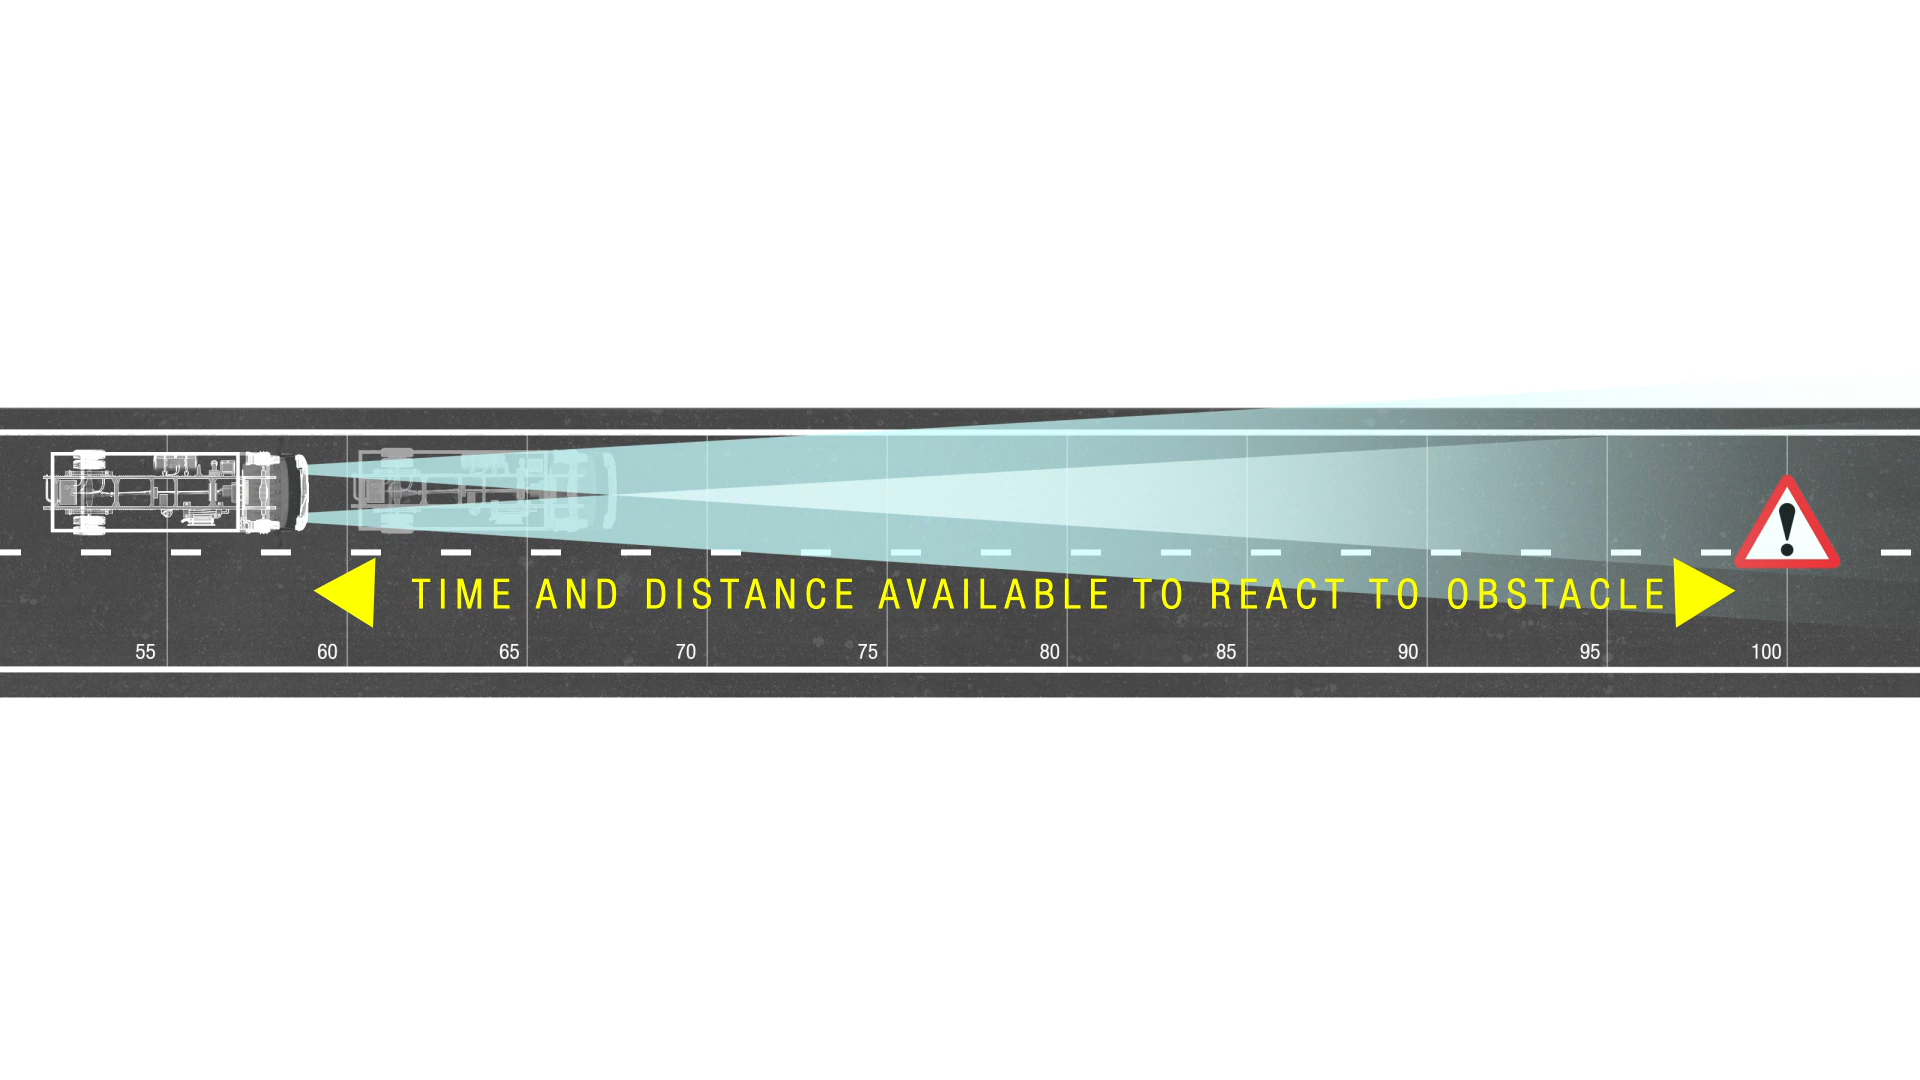 TIME AND DISTANCE AVAILABLE TO REACT TO OBSTACLE
55 60 65 70 75 80 85 90 95 100